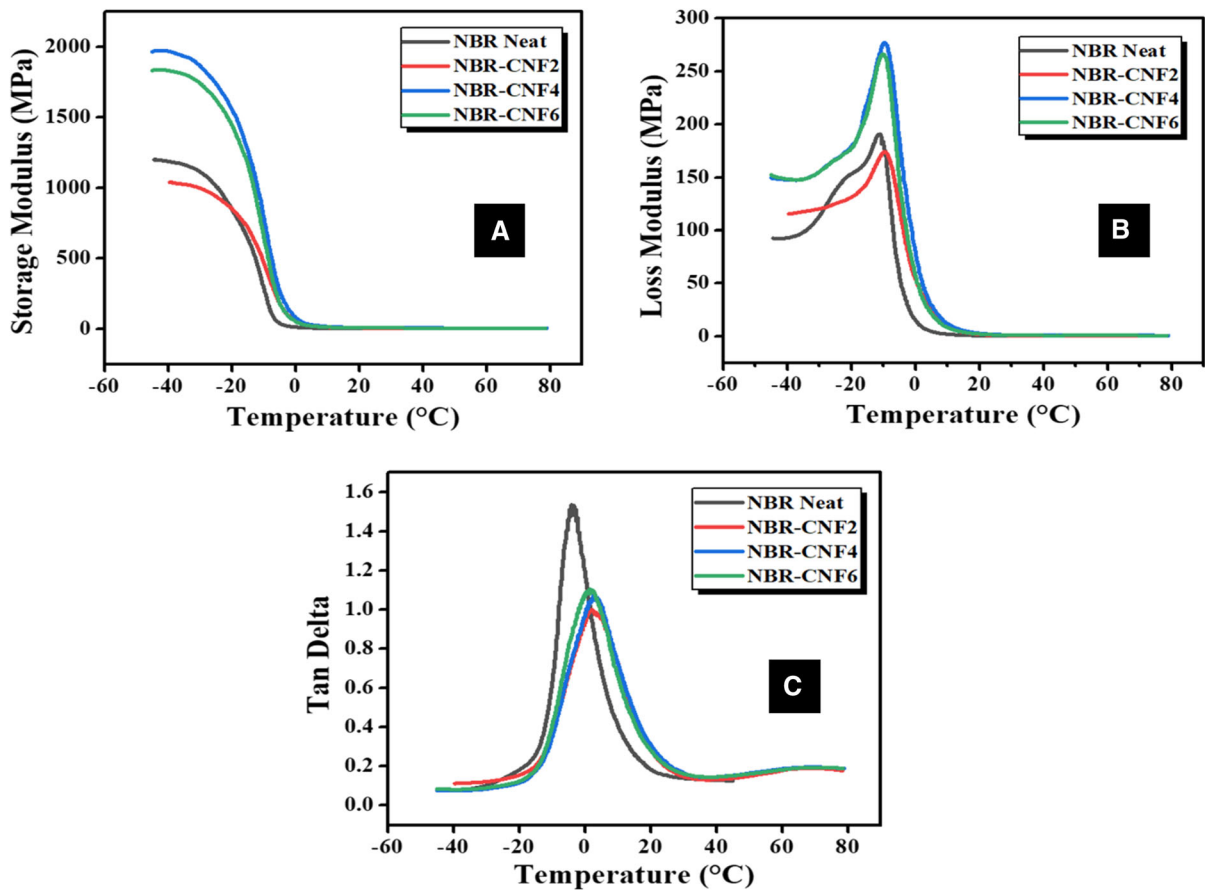 A
Storage Modulus (MPa)
2000
1500
1000
500
0
-60
-40
-20
0
20
40
60
80
Temperature (°C)
NBR Neat
NBR-CNF2
NBR-CNF4
NBR-CNF6
B
Loss Modulus (MPa)
300
250
200
150
100
50
0
-60
-40
-20
0
20
40
60
80
Temperature (°C)
NBR Neat
NBR-CNF2
NBR-CNF4
NBR-CNF6
C
Tan Delta
1.6
1.4
1.2
1.0
0.8
0.6
0.4
0.2
0.0
-60
-40
-20
0
20
40
60
80
Temperature (°C)
NBR Neat
NBR-CNF2
NBR-CNF4
NBR-CNF6